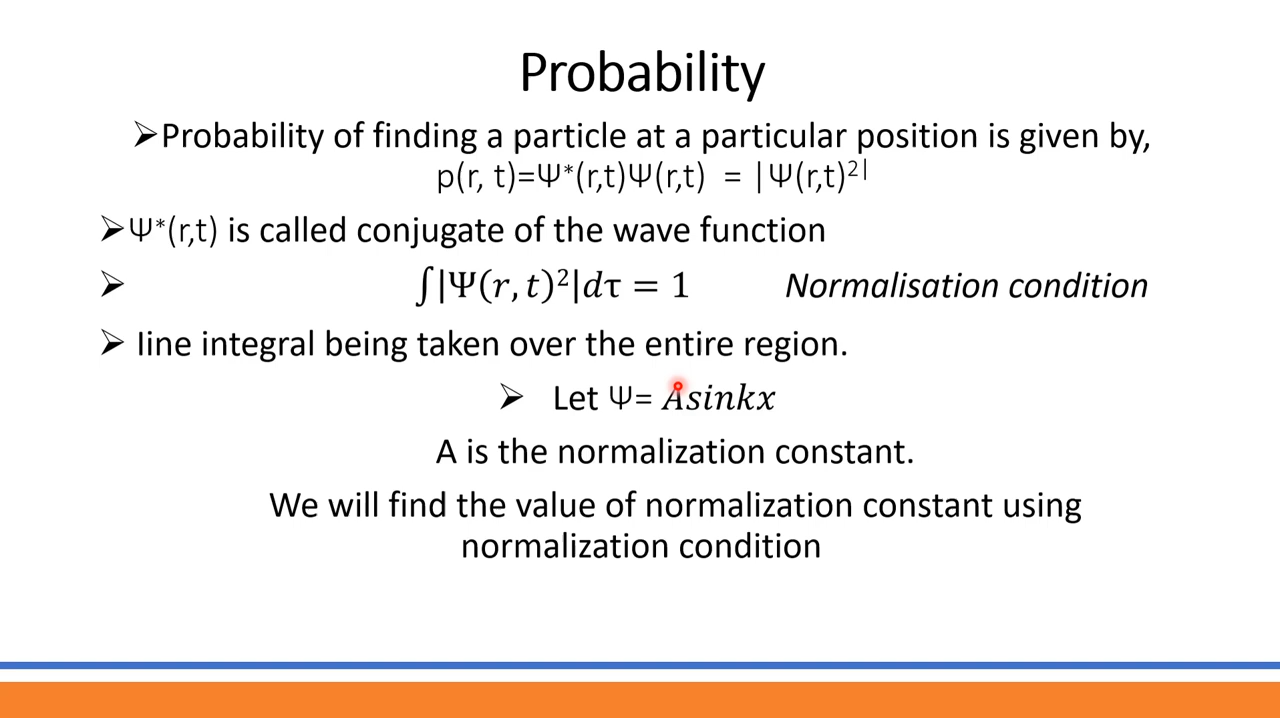 Probability
➢Probability of finding a particle at a particular position is given by,
p(r, t)=Ψ*(r,t)Ψ(r,t) = |Ψ(r,t)²|
➢Ψ*(r,t) is called conjugate of the wave function
➢ ∫|Ψ(r, t)²|dτ = 1 Normalisation condition
➢ Iine integral being taken over the entire region.
➢ Let Ψ= Asinkx
A is the normalization constant.
We will find the value of normalization constant using
normalization condition